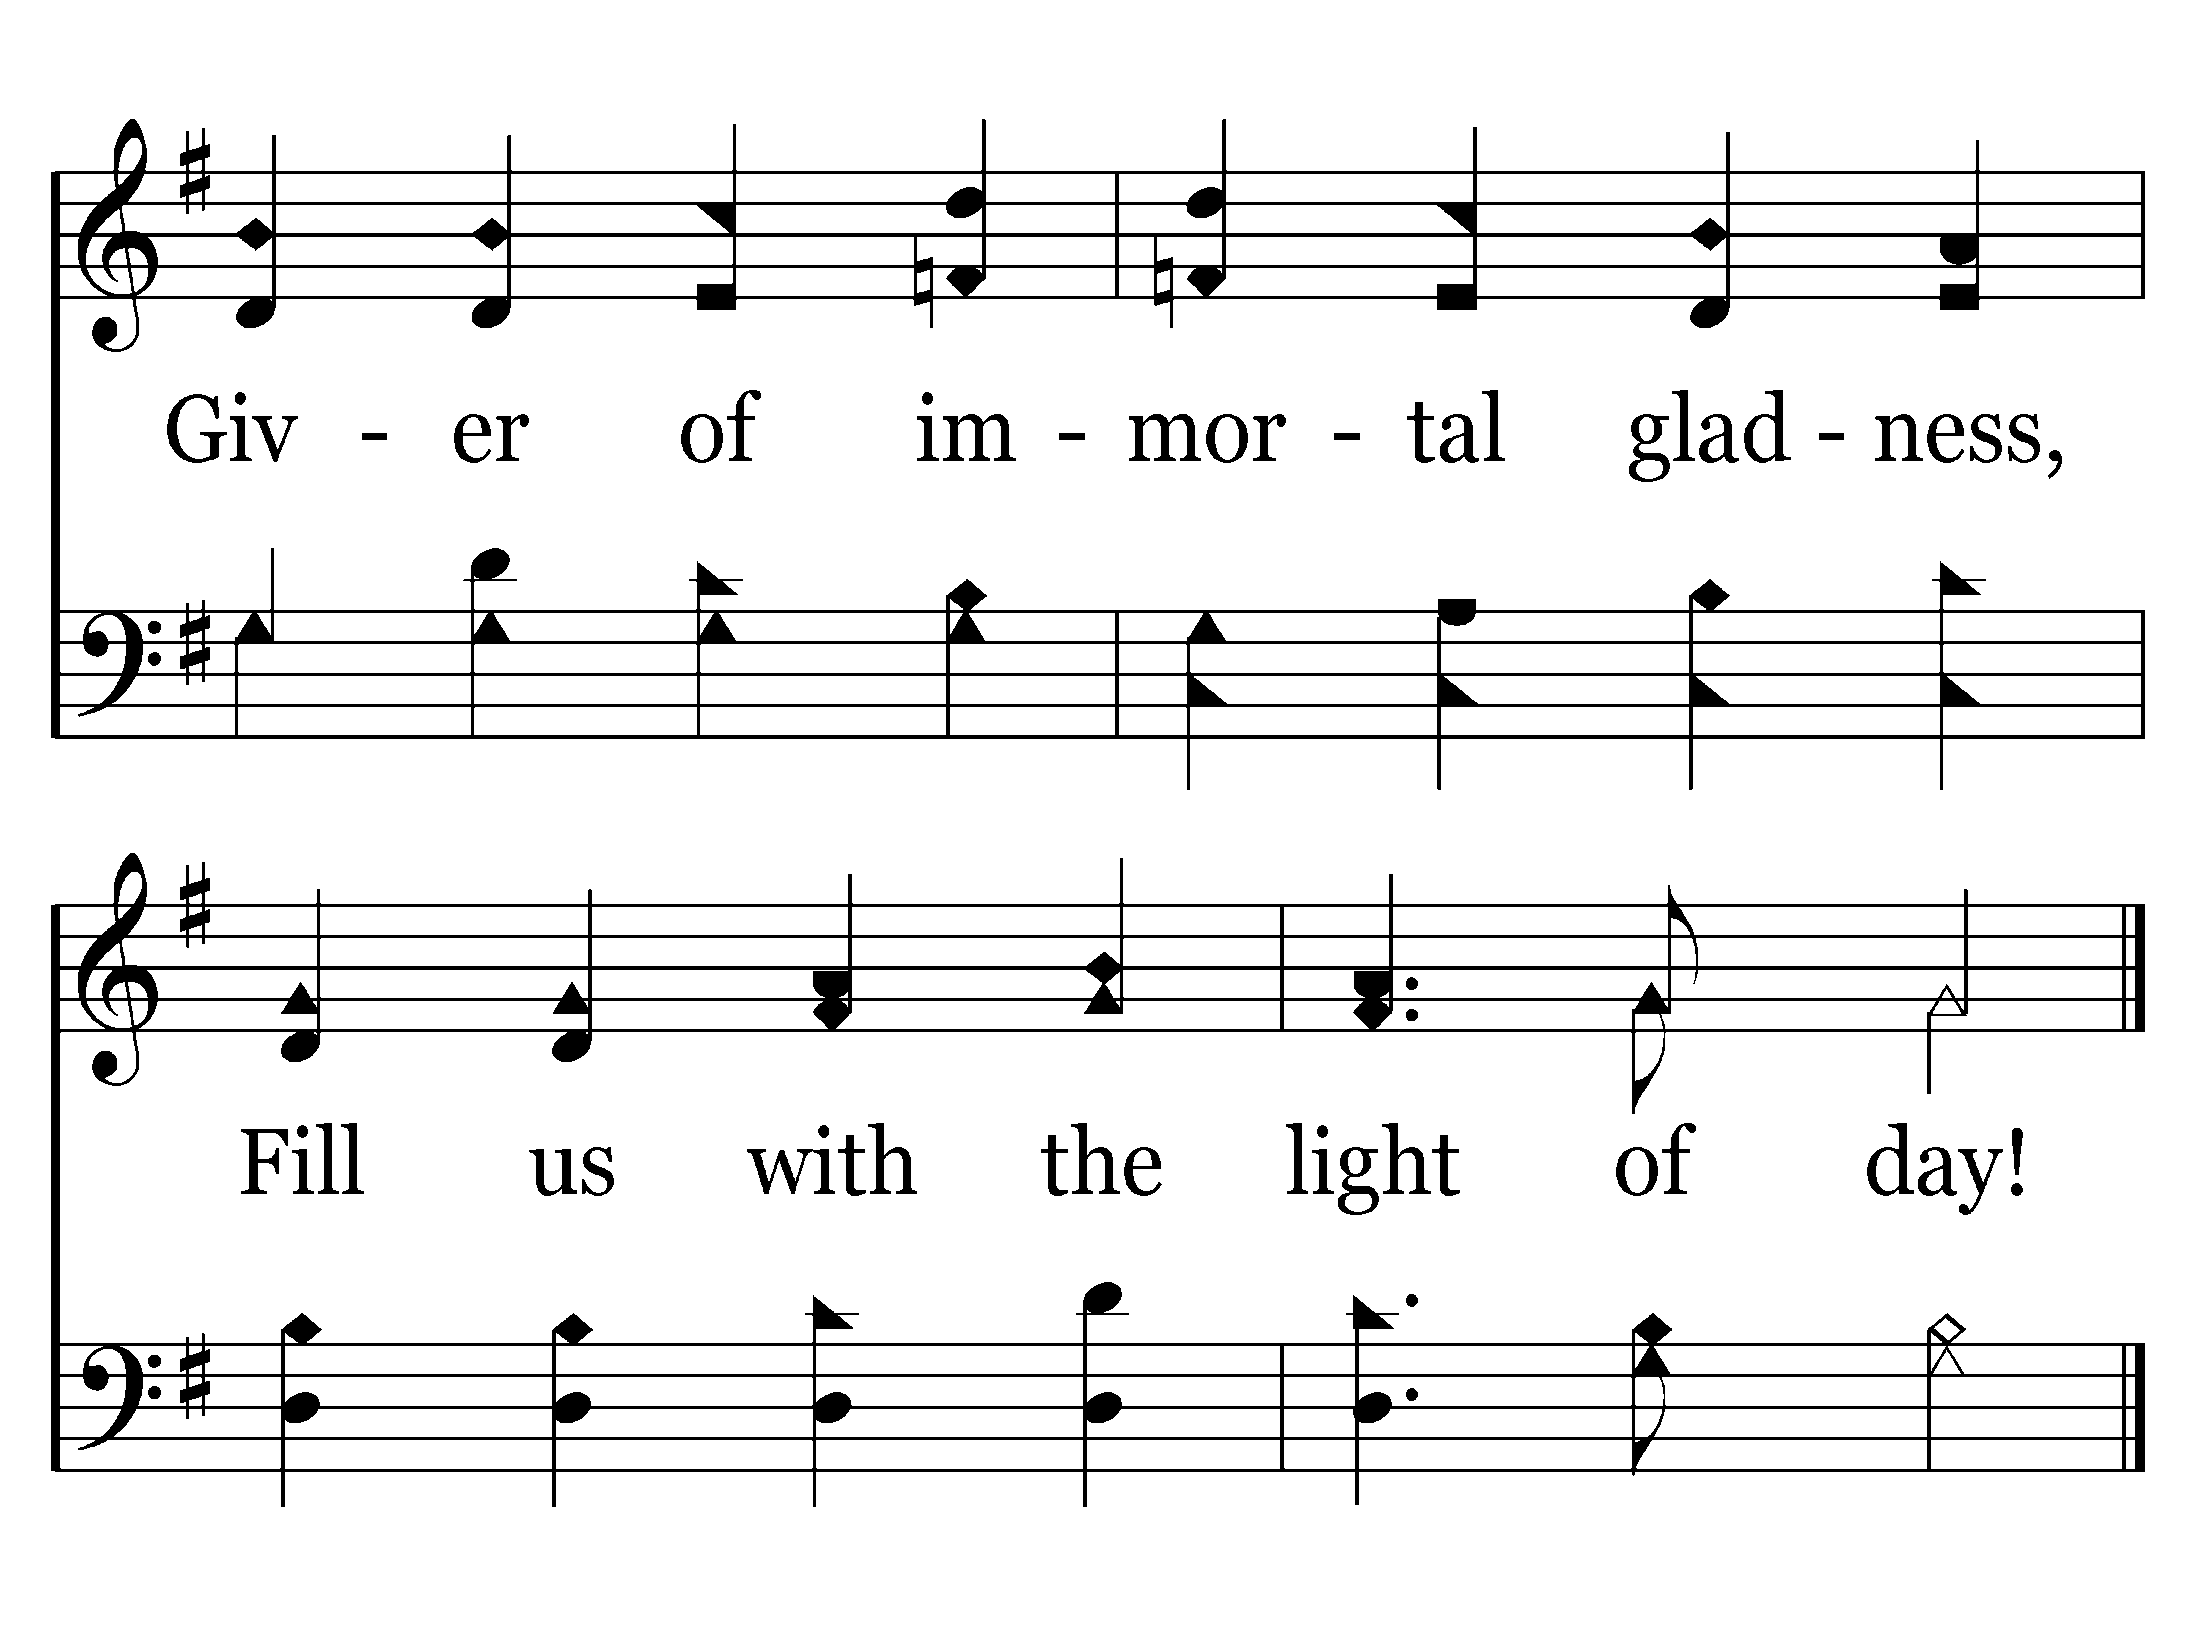 Giv - er of im - mor - tal glad - ness,
Fill us with the light of day!